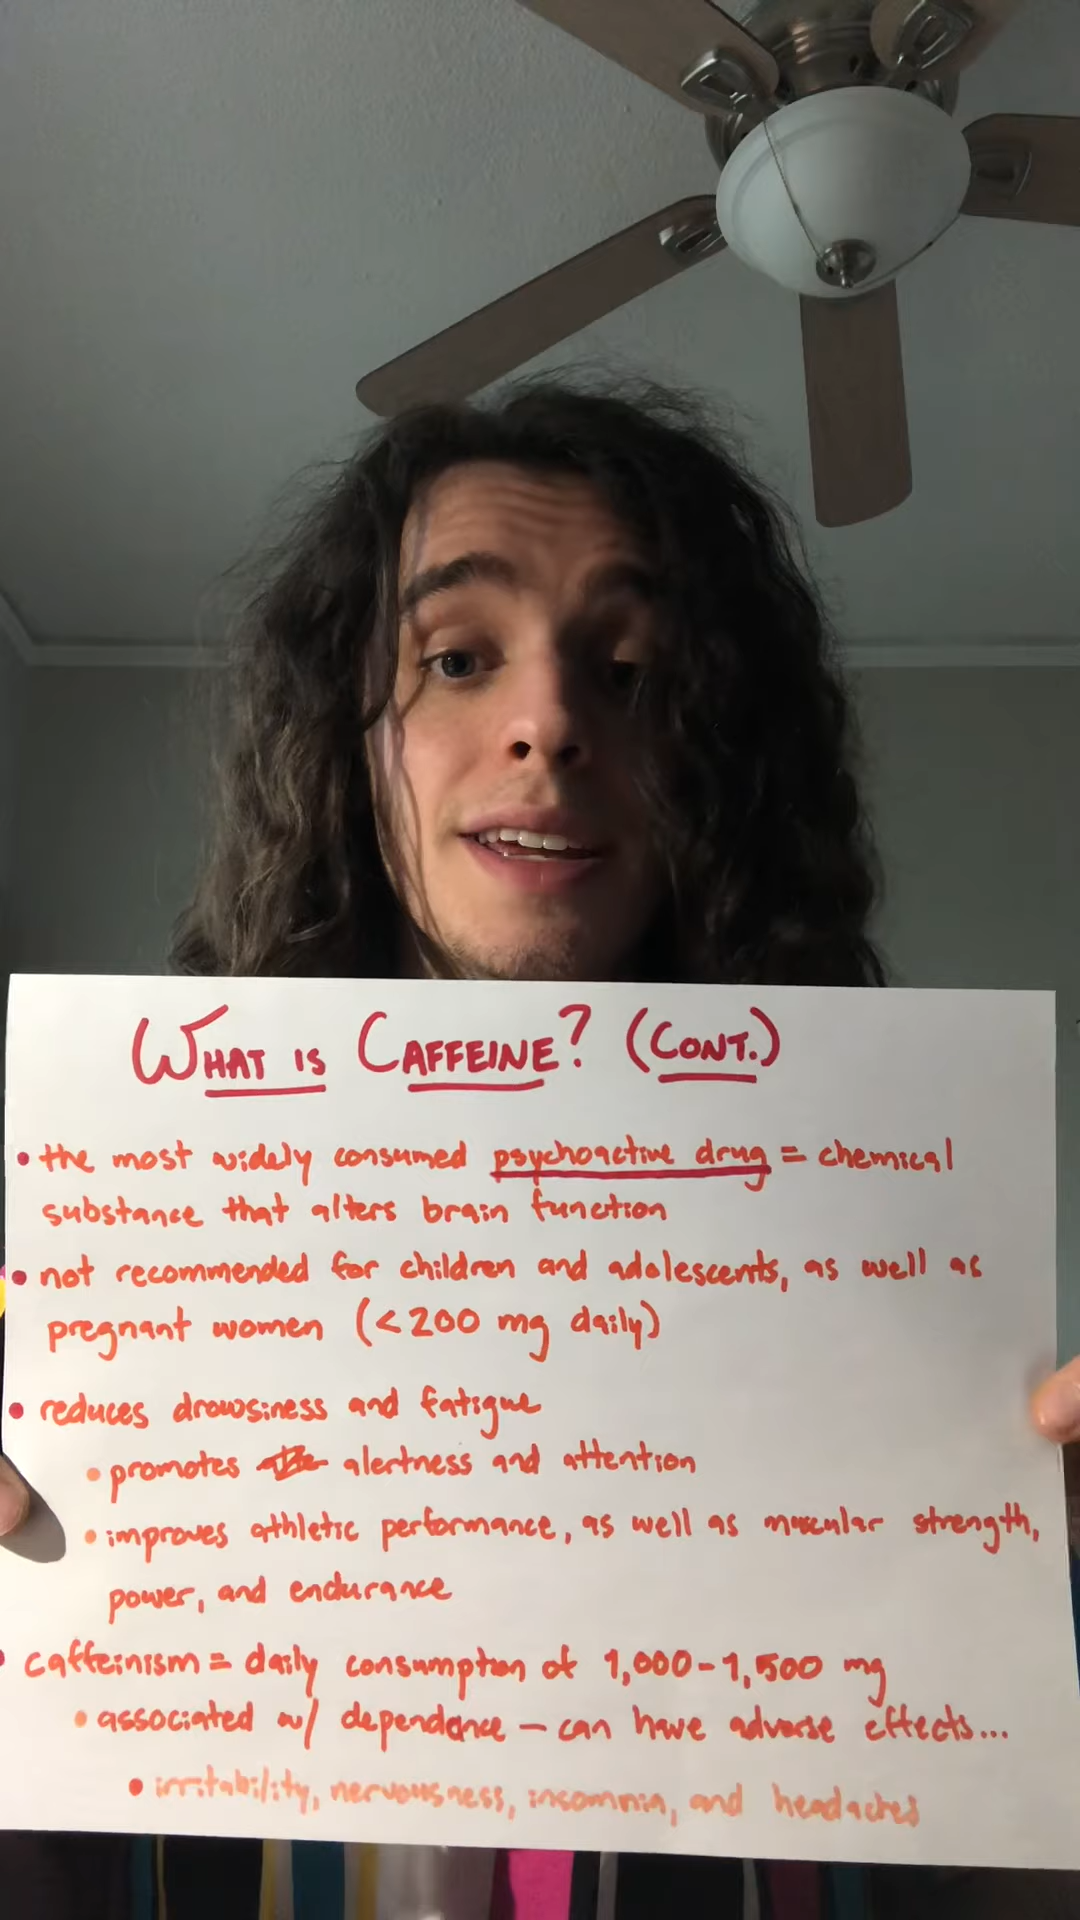 WHAT IS CAFFEINE? (CONT.)
• the most widely consumed psychoactive drug = chemical
substance that alters brain function
• not recommended for children and adolescents, as well as
pregnant women (<200 mg daily)
• reduces drowsiness and fatigue
• promotes alertness and attention
• improves athletic performance, as well as muscular strength,
power, and endurance
• caffeinism = daily consumption of 1,000-1,500 mg
• associated w/ dependence - can have adverse effects...
• irritability, nervousness, insomnia, and headaches